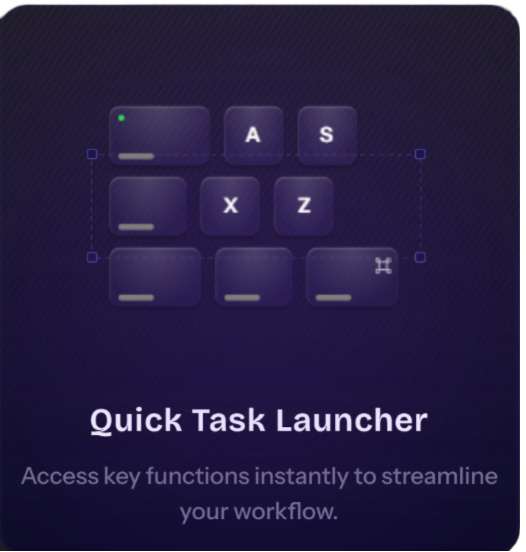 A S
X Z
⌘
Quick Task Launcher
Access key functions instantly to streamline
your workflow.